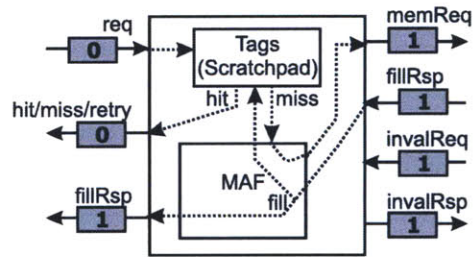 req
0
hit/miss/retry
0
fillRsp
1
Tags
(Scratchpad)
hit
miss
MAF
fill
memReq
1
fillRsp
1
invalReq
1
invalRsp
1